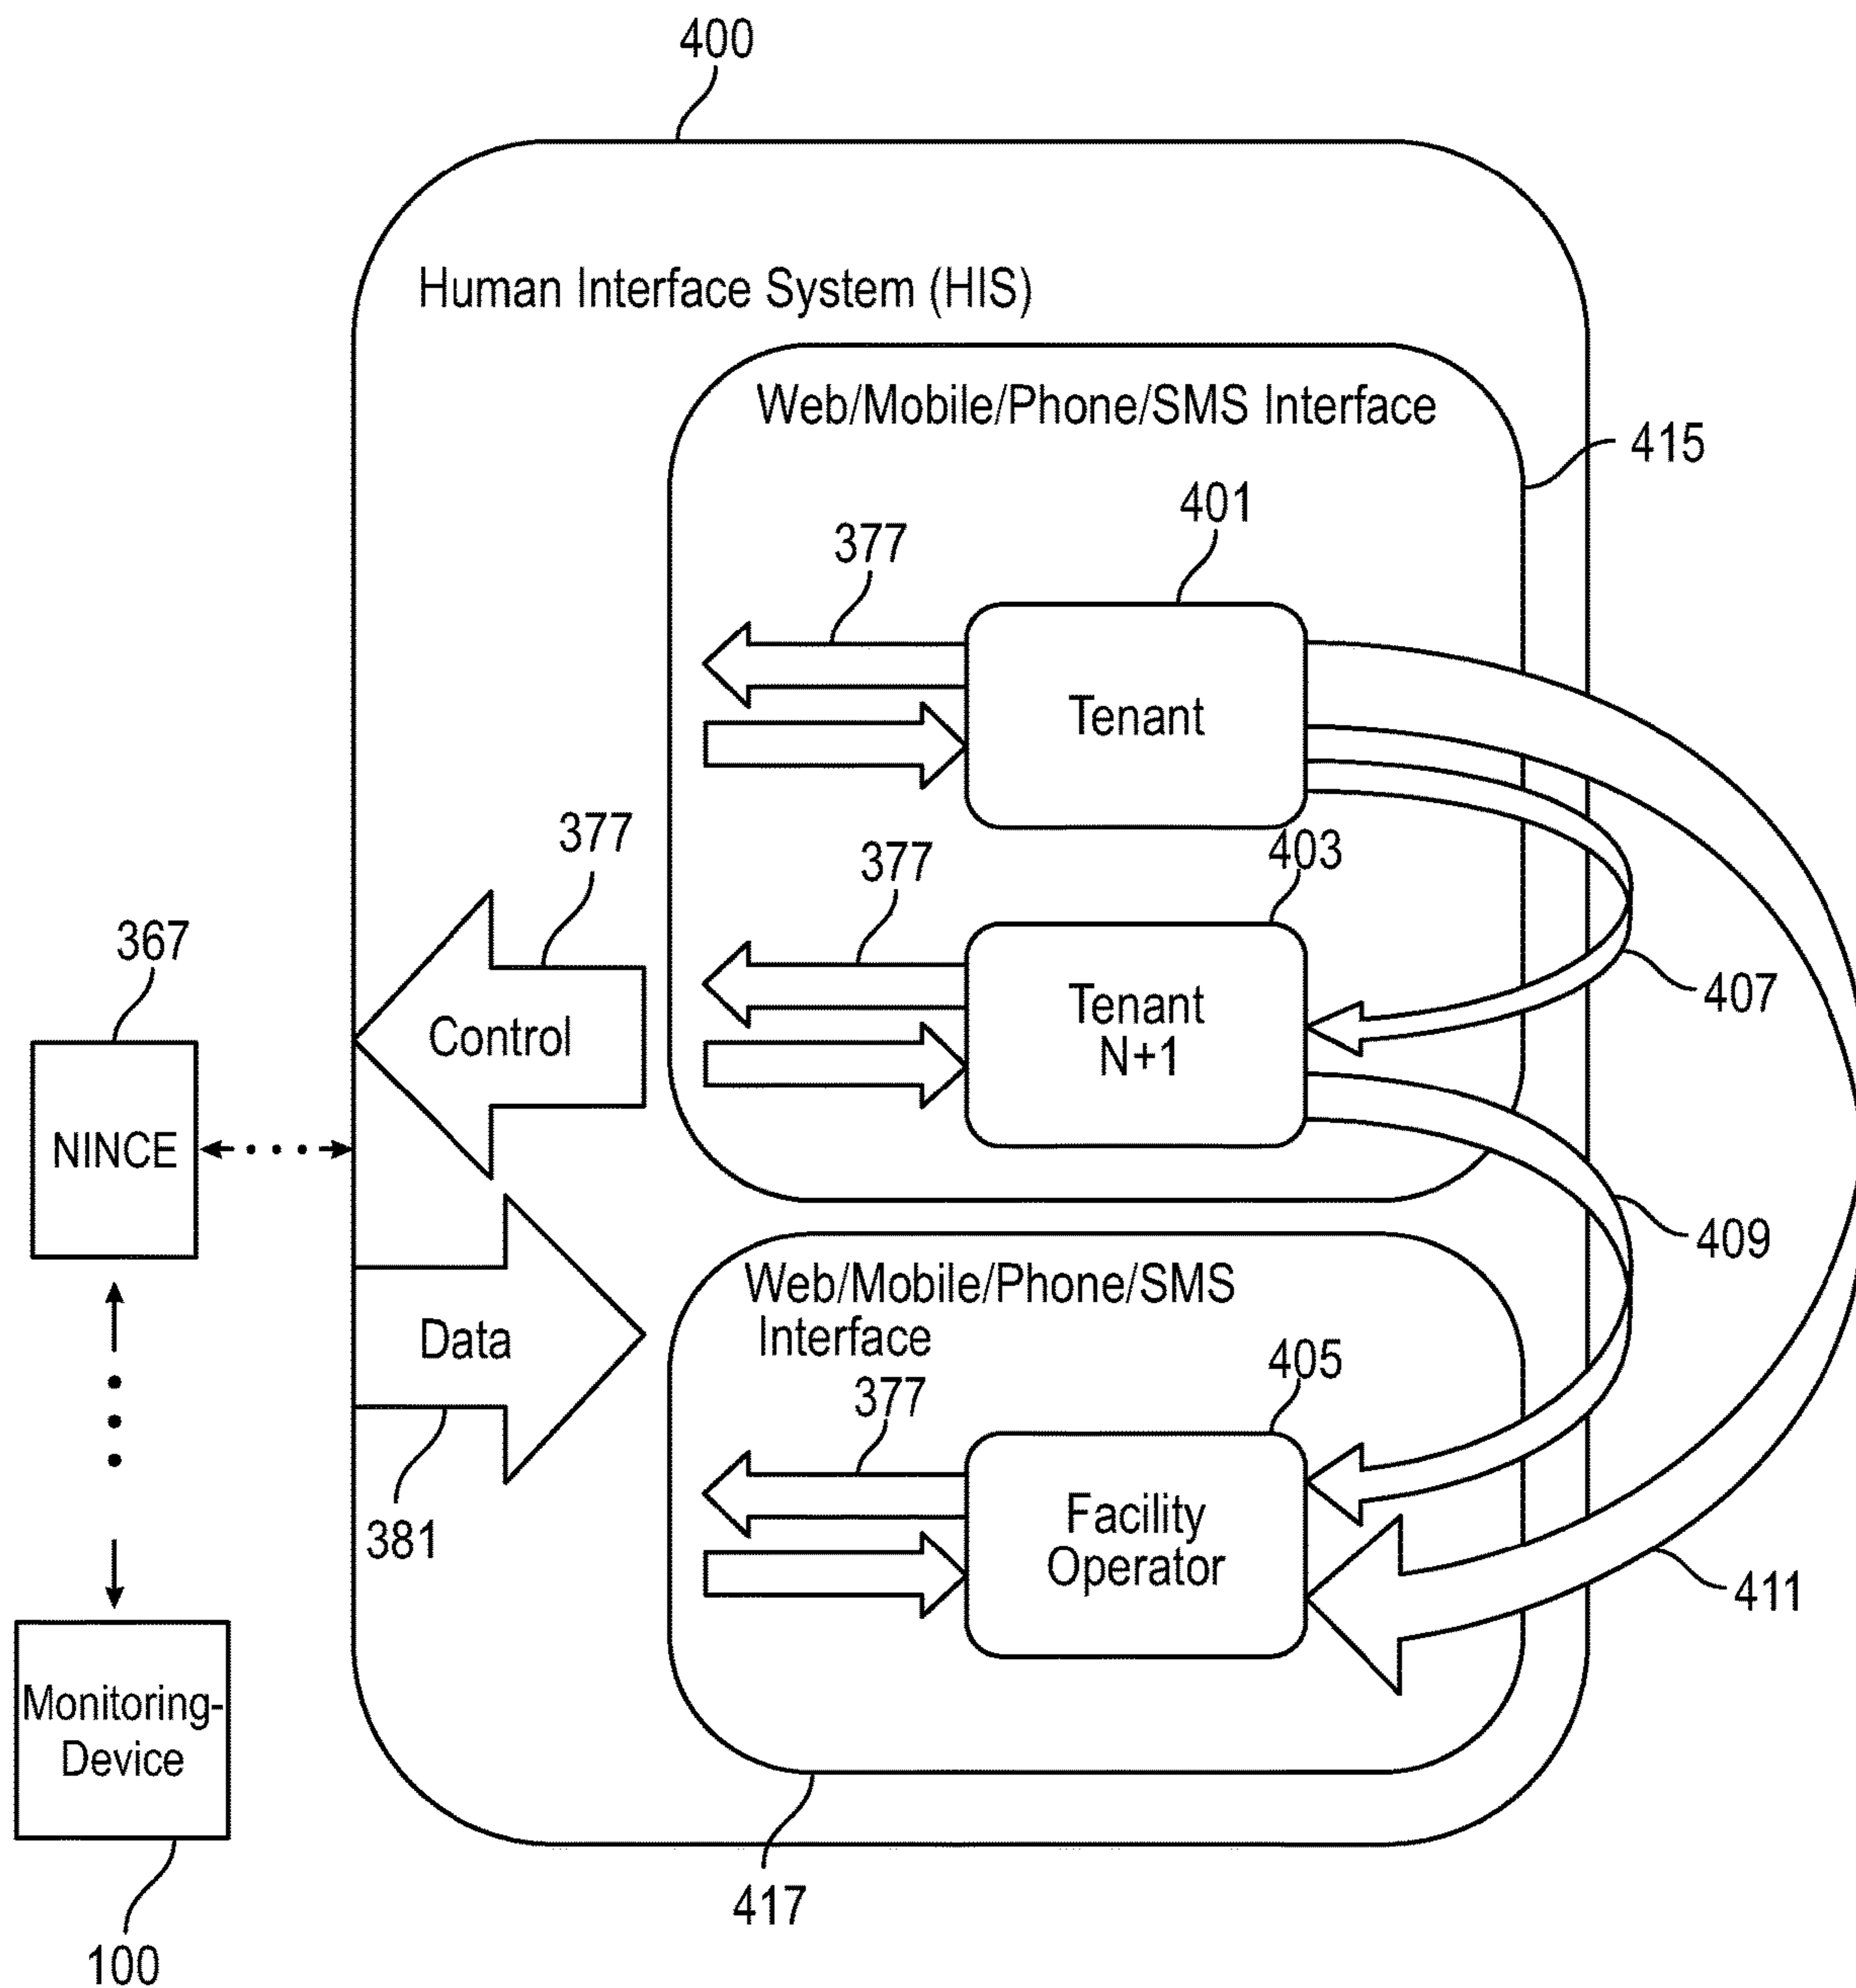 400
Human Interface System (HIS)
Web/Mobile/Phone/SMS Interface
415
401
377
Tenant
377
377
403
367
407
Control
Tenant
N+1
NINCE
409
Web/Mobile/Phone/SMS
Interface
Data
405
377
381
Facility
Operator
411
Monitoring-
Device
417
100